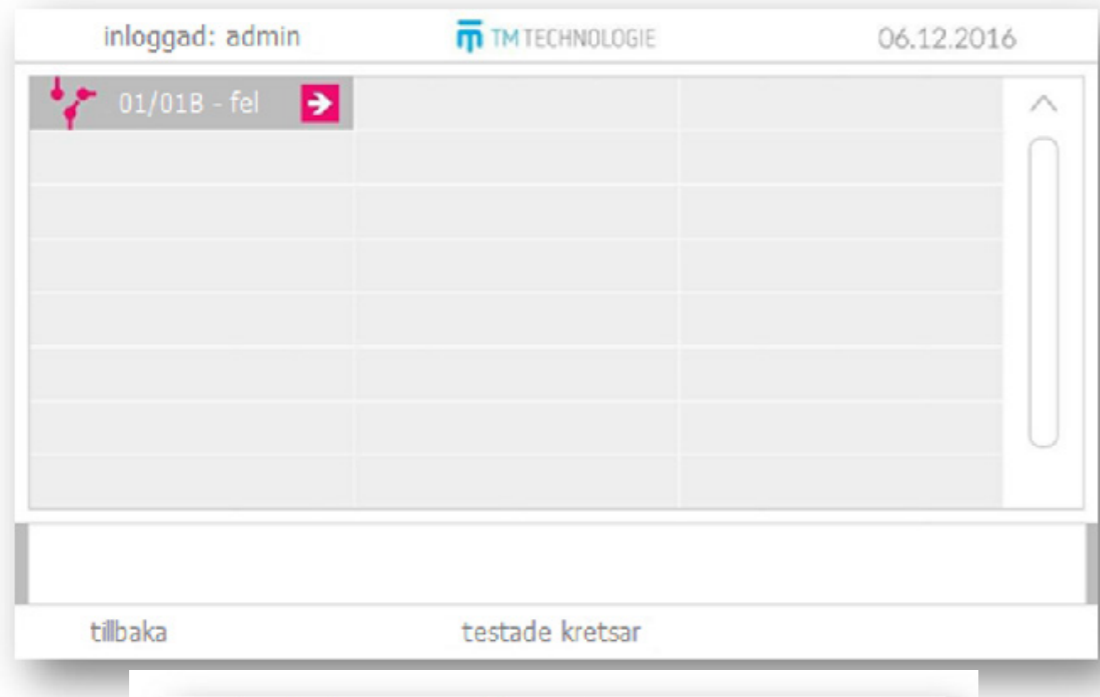 inloggad: admin
TM TECHNOLOGIE
06.12.2016
01/01B - fel
tillbaka
testade kretsar